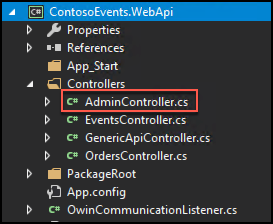 C# ContosoEvents.WebApi
Properties
References
App_Start
Controllers
C# AdminController.cs
C# EventsController.cs
C# GenericApiController.cs
C# OrdersController.cs
PackageRoot
App.config
C# OwinCommunicationListener.cs